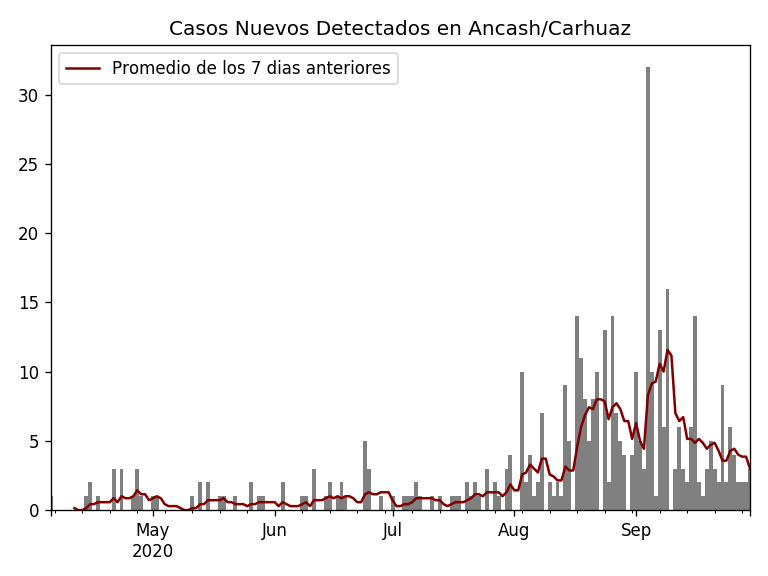 Casos Nuevos Detectados en Ancash/Carhuaz
Promedio de los 7 dias anteriores
30
25
20
15
10
5
0
May Jun Jul Aug Sep
2020